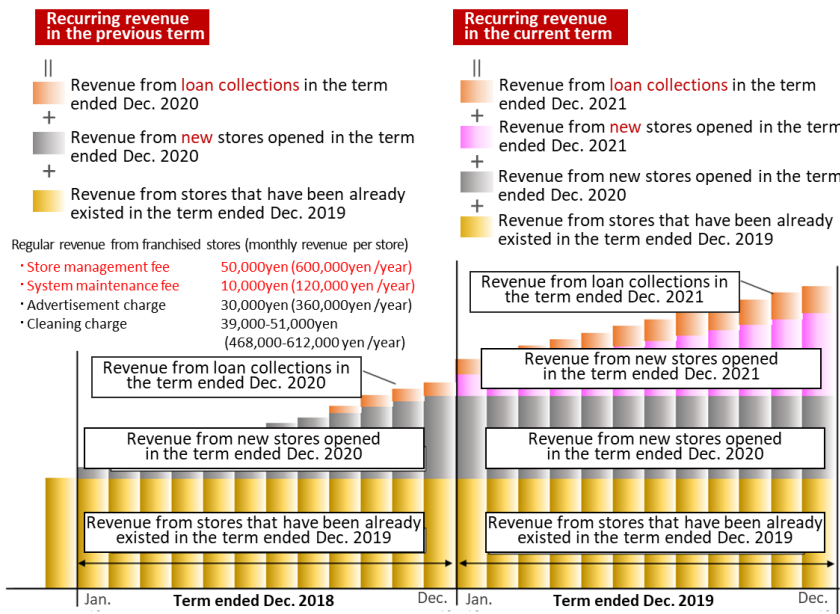 Recurring revenue
in the previous term
Revenue from loan collections in the term
ended Dec. 2020
+
Revenue from new stores opened in the term
ended Dec. 2020
+
Revenue from stores that have been already
existed in the term ended Dec. 2019
Recurring revenue
in the current term
Revenue from loan collections in the term
ended Dec. 2021
+
Revenue from new stores opened in the term
ended Dec. 2021
+
Revenue from new stores opened in the term
ended Dec. 2020
+
Revenue from stores that have been already
existed in the term ended Dec. 2019
Regular revenue from franchised stores (monthly revenue per store)
・Store management fee 50,000yen (600,000yen /year)
・System maintenance fee 10,000yen (120,000yen /year)
・Advertisement charge 30,000yen (360,000yen/year)
・Cleaning charge 39,000-51,000yen
(468,000-612,000 yen /year)
Revenue from loan collections in
the term ended Dec. 2020
Revenue from new stores opened
in the term ended Dec. 2020
Revenue from stores that have been already
existed in the term ended Dec. 2019
Revenue from loan collections in
the term ended Dec. 2021
Revenue from new stores opened
in the term ended Dec. 2021
Revenue from new stores opened
in the term ended Dec. 2020
Revenue from stores that have been already
existed in the term ended Dec. 2019
Jan. Term ended Dec. 2018 Dec.
Jan. Term ended Dec. 2019 Dec.